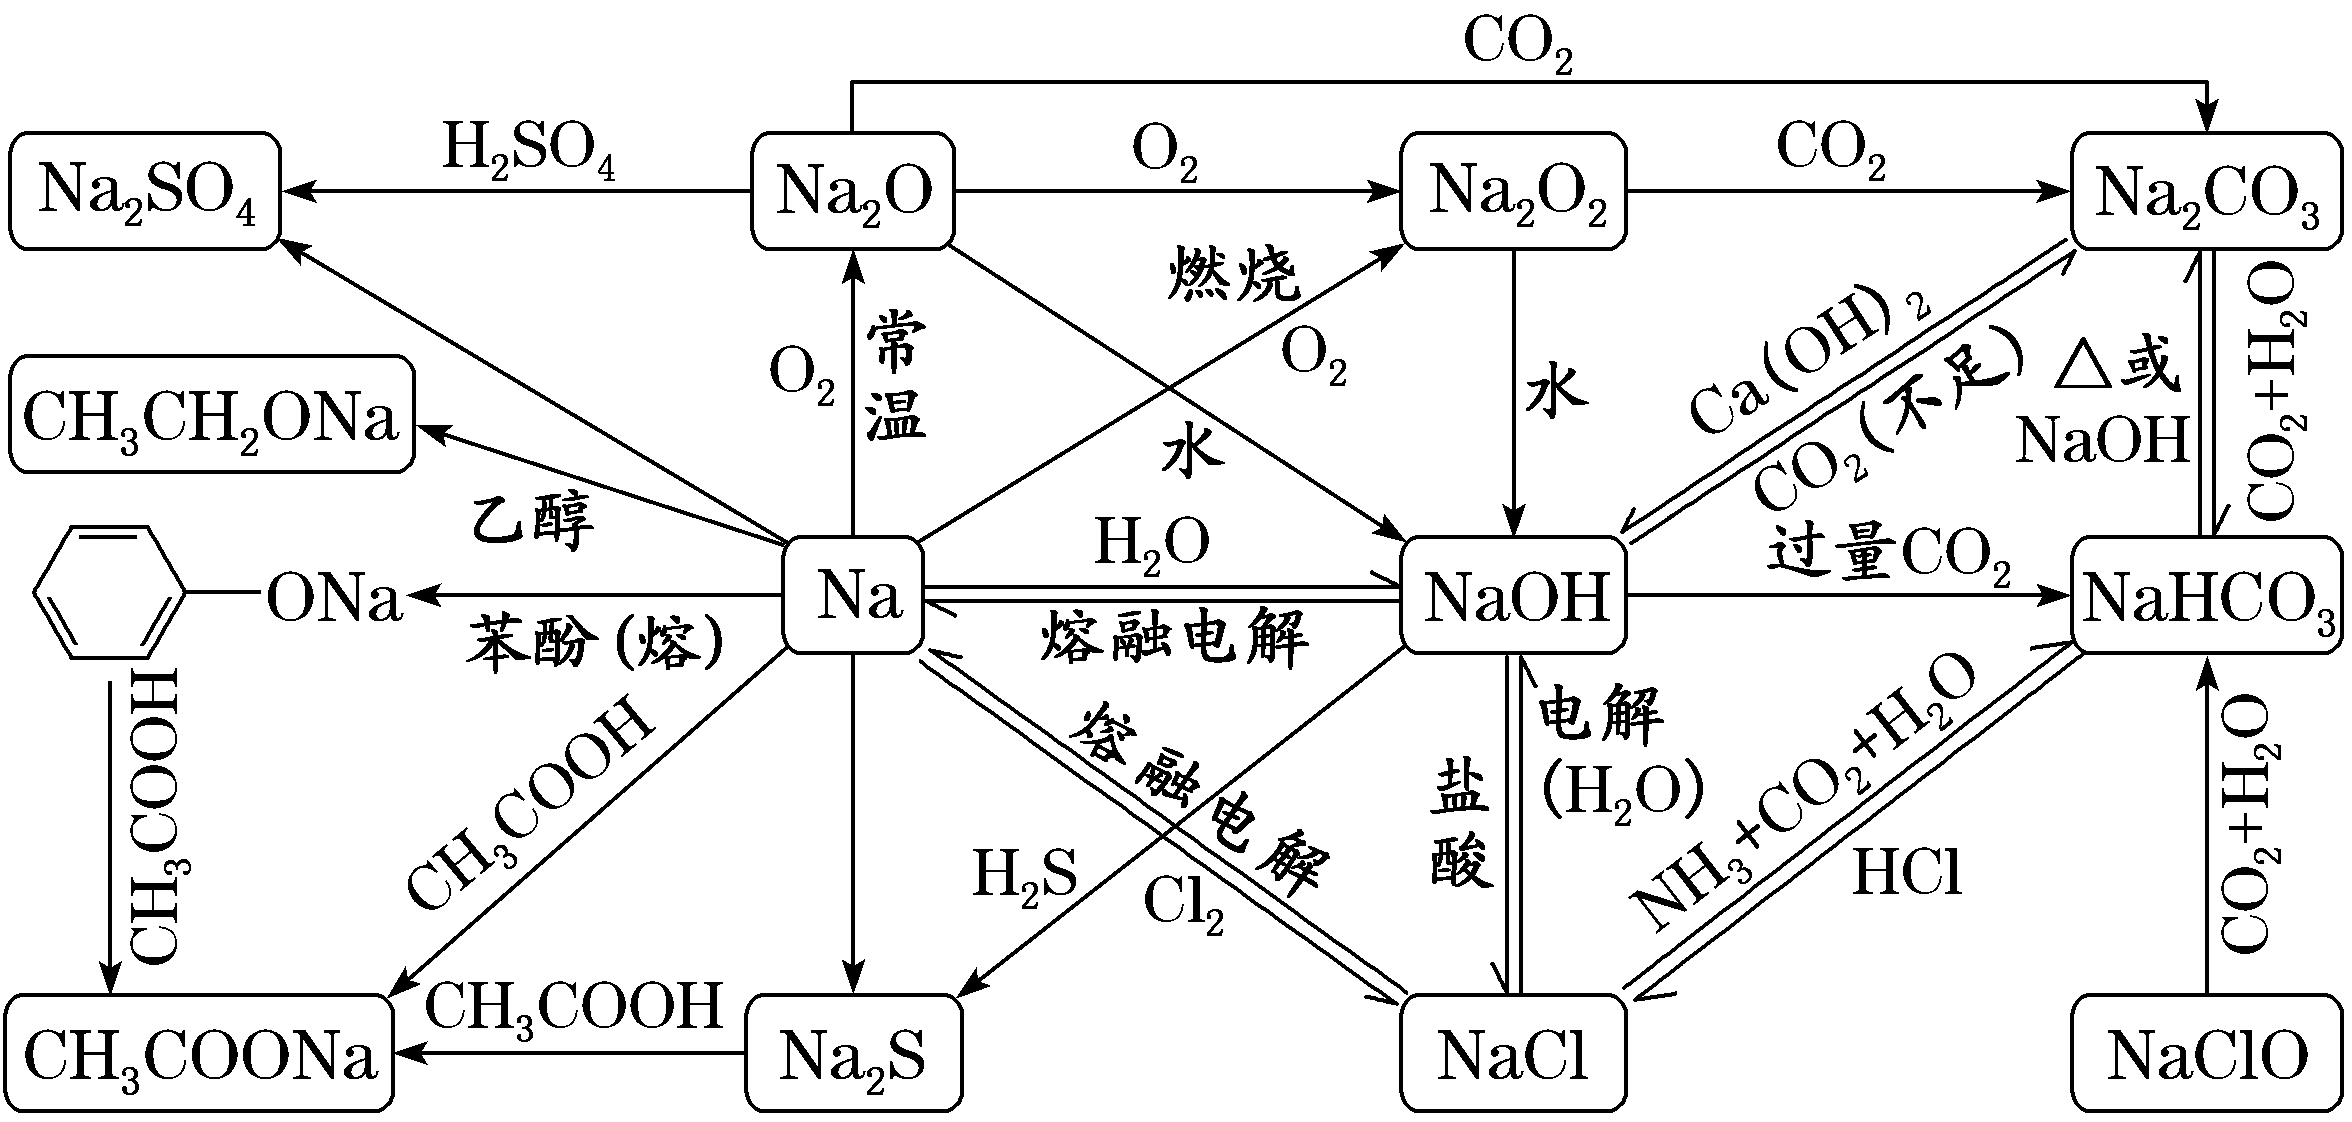 CO₂
Na₂SO₄
H₂SO₄
Na₂O
O₂
Na₂O₂
CO₂
Na₂CO₃
燃烧
O₂
常温
O₂
水
水
Ca(OH)₂
CO₂(不足)
△或
NaOH
CO₂+H₂O
CH₃CH₂ONa
乙醇
ONa
苯酚(熔)
Na
H₂O
熔融电解
NaOH
过量CO₂
NaHCO₃
CH₃COOH
CH₃COOH
熔融电解
Cl₂
H₂S
盐酸
电解
(H₂O)
NH₃+CO₂+H₂O
HCl
CO₂+H₂O
CH₃COONa
CH₃COOH
Na₂S
NaCl
NaClO